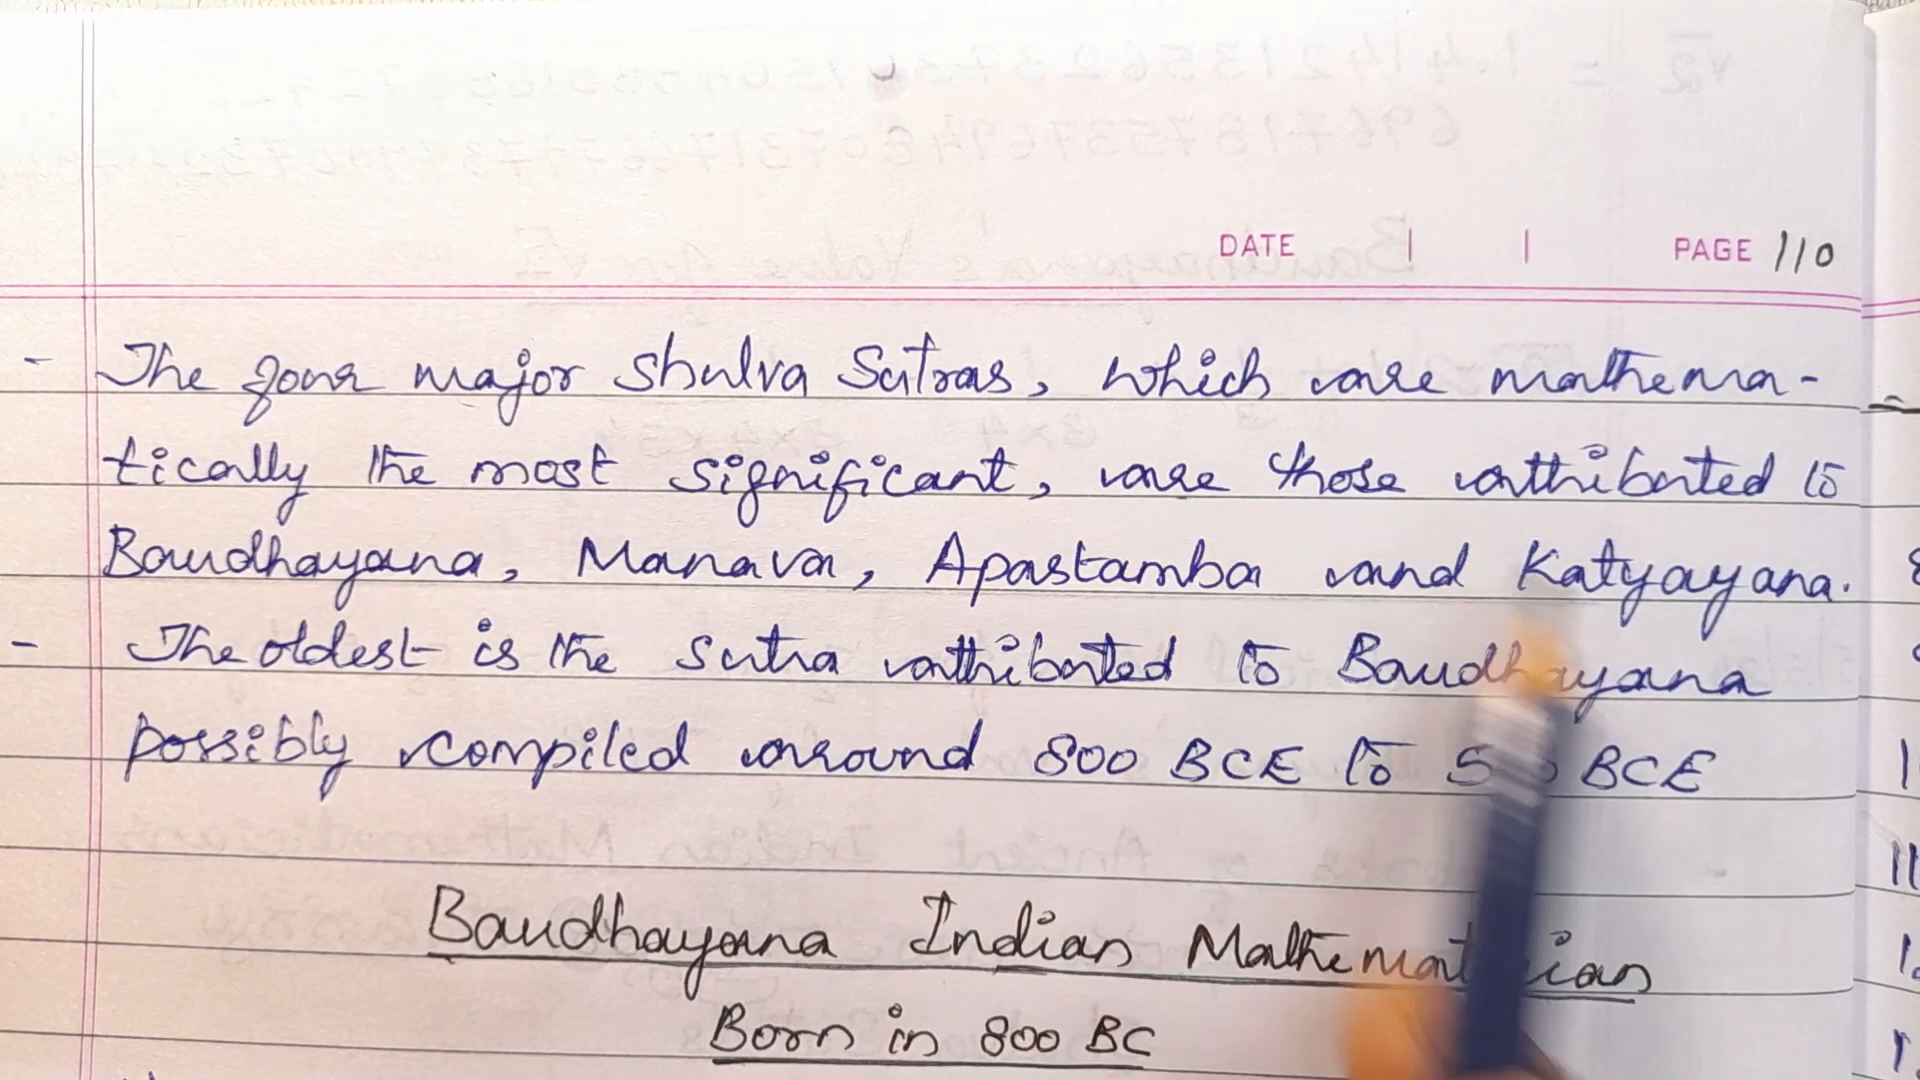 DATE | | PAGE 110
- The four major Shulva Sutras, which are mathema-
tically the most significant, are those attributed to
Baudhayana, Manava, Apastamba and Katyayana.
- The oldest is the Sutra attributed to Baudhayana
possibly compiled around 800 BCE to BCE
Baudhayana Indian Mathematician
Born in 800 BC